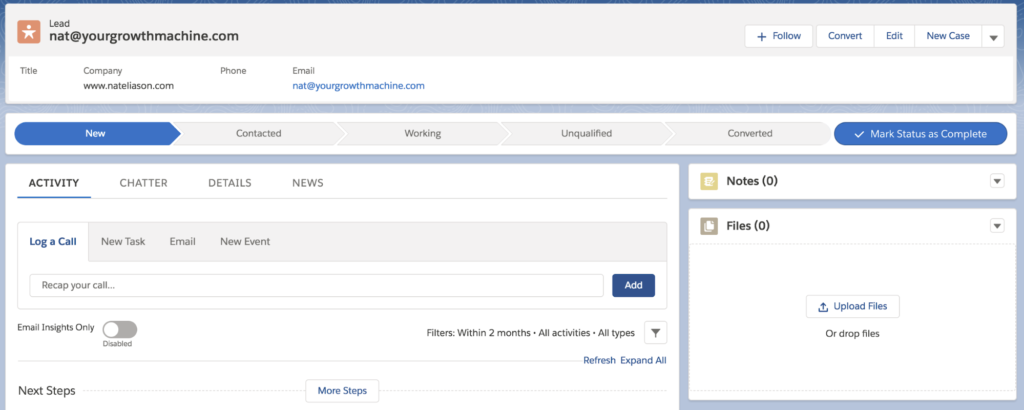 Lead
nat@yourgrowthmachine.com
Follow
Convert
Edit
New Case
Title
Company
Phone
Email
www.nateliason.com
nat@yourgrowthmachine.com
New
Contacted
Working
Unqualified
Converted
Mark Status as Complete
ACTIVITY
CHATTER
DETAILS
NEWS
Log a Call
New Task
Email
New Event
Recap your call...
Add
Email Insights Only
Disabled
Filters: Within 2 months • All activities • All types
Refresh Expand All
Next Steps
More Steps
Notes (0)
Files (0)
Upload Files
Or drop files